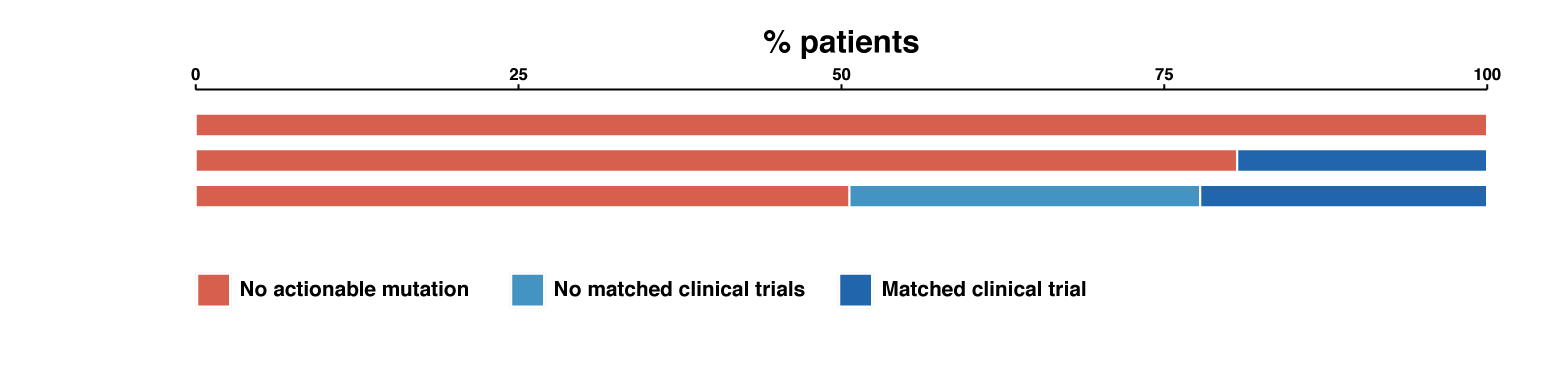 % patients
0 25 50 75 100
No actionable mutation No matched clinical trials Matched clinical trial